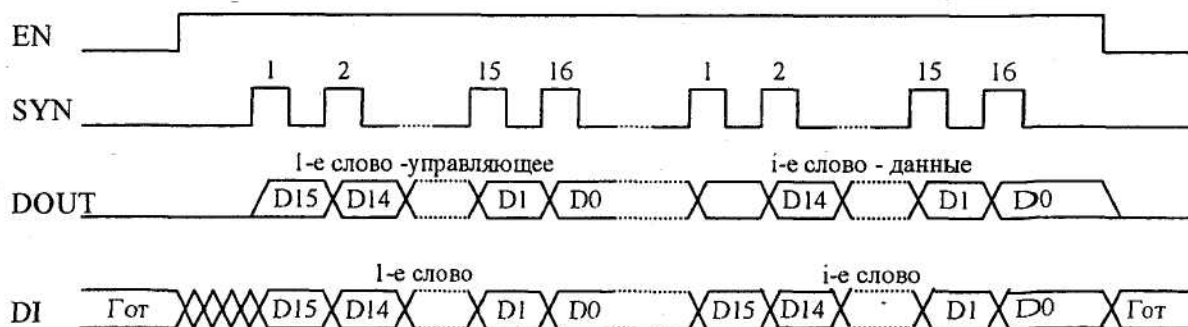 EN
1 2 15 16 1 2 15 16
SYN
1-е слово -управляющее i-е слово - данные
DOUT D15 D14 D1 D0 D14 D1 D0
1-е слово i-е слово
DI Гот D15 D14 D1 D0 D15 D14 D1 D0 Гот